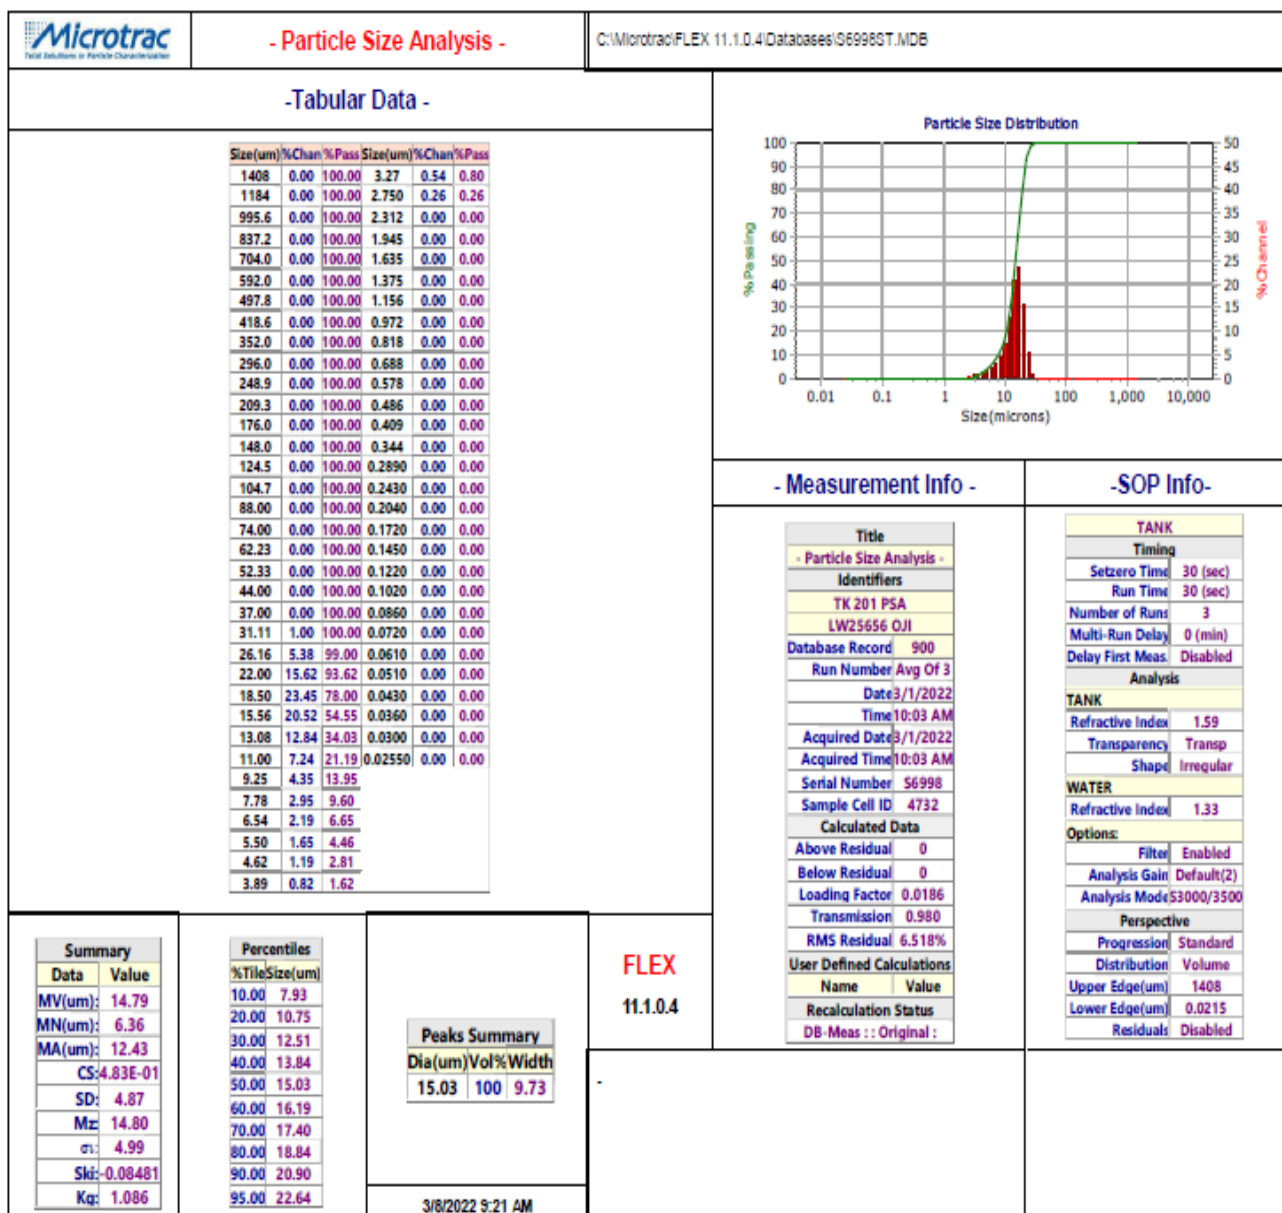 Microtrac
Total Solutions in Particle Characterization
- Particle Size Analysis -
C:\Microtrac\FLEX 11.1.0.4\Databases\S6998ST.MDB
-Tabular Data -
Size(um) %Chan %Pass Size(um) %Chan %Pass
1408 0.00 100.00 3.27 0.54 0.80
1184 0.00 100.00 2.750 0.26 0.26
995.6 0.00 100.00 2.312 0.00 0.00
837.2 0.00 100.00 1.945 0.00 0.00
704.0 0.00 100.00 1.635 0.00 0.00
592.0 0.00 100.00 1.375 0.00 0.00
497.8 0.00 100.00 1.156 0.00 0.00
418.6 0.00 100.00 0.972 0.00 0.00
352.0 0.00 100.00 0.818 0.00 0.00
296.0 0.00 100.00 0.688 0.00 0.00
248.9 0.00 100.00 0.578 0.00 0.00
209.3 0.00 100.00 0.486 0.00 0.00
176.0 0.00 100.00 0.409 0.00 0.00
148.0 0.00 100.00 0.344 0.00 0.00
124.5 0.00 100.00 0.2890 0.00 0.00
104.7 0.00 100.00 0.2430 0.00 0.00
88.00 0.00 100.00 0.2040 0.00 0.00
74.00 0.00 100.00 0.1720 0.00 0.00
62.23 0.00 100.00 0.1450 0.00 0.00
52.33 0.00 100.00 0.1220 0.00 0.00
44.00 0.00 100.00 0.1020 0.00 0.00
37.00 0.00 100.00 0.0860 0.00 0.00
31.11 1.00 100.00 0.0720 0.00 0.00
26.16 5.38 99.00 0.0610 0.00 0.00
22.00 15.62 93.62 0.0510 0.00 0.00
18.50 23.45 78.00 0.0430 0.00 0.00
15.56 20.52 54.55 0.0360 0.00 0.00
13.08 12.84 34.03 0.0300 0.00 0.00
11.00 7.24 21.19 0.02550 0.00 0.00
9.25 4.35 13.95
7.78 2.95 9.60
6.54 2.19 6.65
5.50 1.65 4.46
4.62 1.19 2.81
3.89 0.82 1.62
Particle Size Distribution
%Passing
100
90
80
70
60
50
40
30
20
10
0
50
45
40
35
30
25
20
15
10
5
0
%Channel
0.01 0.1 1 10 100 1,000 10,000
Size(microns)
- Measurement Info -
Title
- Particle Size Analysis -
Identifiers
TK 201 PSA
LW25656 OJI
Database Record 900
Run Number Avg Of 3
Date 3/1/2022
Time 10:03 AM
Acquired Date 3/1/2022
Acquired Time 10:03 AM
Serial Number S6998
Sample Cell ID 4732
Calculated Data
Above Residual 0
Below Residual 0
Loading Factor 0.0186
Transmission 0.980
RMS Residual 6.518%
User Defined Calculations
Name Value
Recalculation Status
DB-Meas : : Original :
-SOP Info-
TANK
Timing
Setzero Time 30 (sec)
Run Time 30 (sec)
Number of Runs 3
Multi-Run Delay 0 (min)
Delay First Meas. Disabled
Analysis
TANK
Refractive Index 1.59
Transparency Transp
Shape Irregular
WATER
Refractive Index 1.33
Options:
Filter Enabled
Analysis Gain Default(2)
Analysis Mode S3000/3500
Perspective
Progression Standard
Distribution Volume
Upper Edge(um) 1408
Lower Edge(um) 0.0215
Residuals Disabled
Summary
Data Value
MV(um): 14.79
MN(um): 6.36
MA(um): 12.43
CS: 4.83E-01
SD: 4.87
Mz: 14.80
σı: 4.99
Ski: -0.08481
Kg: 1.086
Percentiles
%Tile Size(um)
10.00 7.93
20.00 10.75
30.00 12.51
40.00 13.84
50.00 15.03
60.00 16.19
70.00 17.40
80.00 18.84
90.00 20.90
95.00 22.64
Peaks Summary
Dia(um) Vol% Width
15.03 100 9.73
3/8/2022 9:21 AM
FLEX
11.1.0.4
-